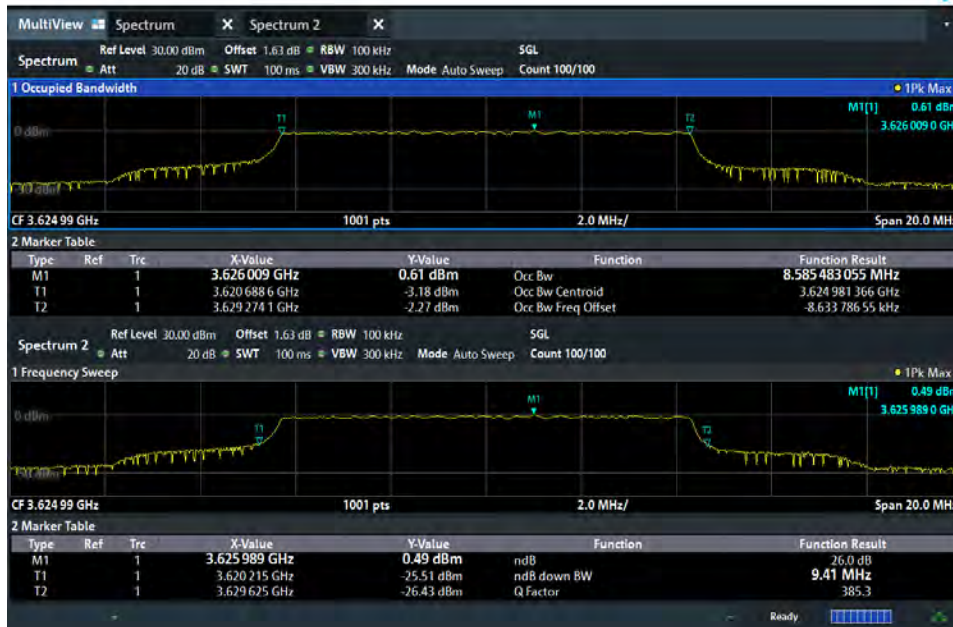 MultiView Spectrum X Spectrum 2 X
Ref Level 30.00 dBm Offset 1.63 dB RBW 100 kHz SGL
Spectrum
Att 20 dB SWT 100 ms VBW 300 kHz Mode Auto Sweep Count 100/100
1 Occupied Bandwidth 1Pk Max
M1[1] 0.61 dBm
3.626 009 0 GH
T1 M1 T2
0 dBm
-30 dBm
CF 3.624 99 GHz 1001 pts 2.0 MHz/ Span 20.0 MH
2 Marker Table
Type Ref Trc X-Value Y-Value Function Function Result
M1 1 3.626 009 GHz 0.61 dBm Occ Bw 8.585 483 055 MHz
T1 1 3.620 688 6 GHz -3.18 dBm Occ Bw Centroid 3.624 981 366 GHz
T2 1 3.629 274 1 GHz -2.27 dBm Occ Bw Freq Offset -8.633 786 55 kHz
Ref Level 30.00 dBm Offset 1.63 dB RBW 100 kHz SGL
Spectrum 2
Att 20 dB SWT 100 ms VBW 300 kHz Mode Auto Sweep Count 100/100
1 Frequency Sweep 1Pk Max
M1[1] 0.49 dBm
3.625 989 0 GH
M1
0 dBm
T1 T2
CF 3.624 99 GHz 1001 pts 2.0 MHz/ Span 20.0 MH
2 Marker Table
Type Ref Trc X-Value Y-Value Function Function Result
M1 1 3.625 989 GHz 0.49 dBm ndB 26.0 dB
T1 1 3.620 215 GHz -25.51 dBm ndB down BW 9.41 MHz
T2 1 3.629 625 GHz -26.43 dBm Q Factor 385.3
Ready